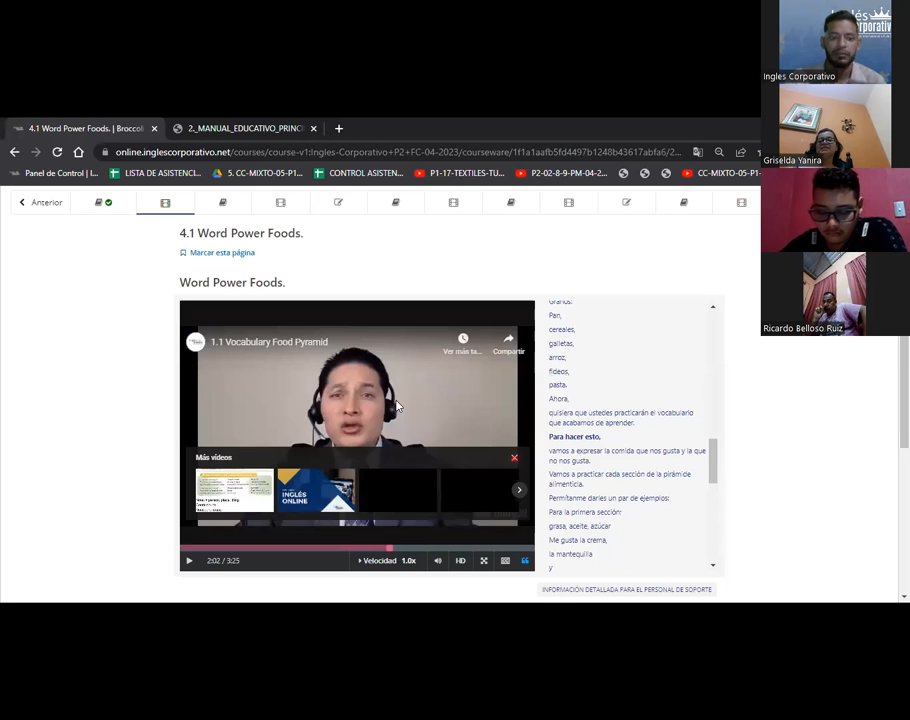 Inglés
Corporativo
Ingles Corporativo
Griselda Yanira
Ricardo Belloso Ruiz
4.1 Word Power Foods. | Broccoli
2._MANUAL_EDUCATIVO_PRINCI
online.inglescorporativo.net/courses/course-v1:Ingles-Corporativo+P2+FC-04-2023/courseware/1f1a1aafb5fd4497b1248b43617abfa6/2...
Panel de Control | I...
LISTA DE ASISTENCI...
5. CC-MIXTO-05-P1...
CONTROL ASISTEN...
P1-17-TEXTILES-TU...
P2-02-8-9-PM-04-2...
CC-MIXTO-05-P1
Anterior
4.1 Word Power Foods.
Marcar esta página
Word Power Foods.
1.1 Vocabulary Food Pyramid
Ver más ta...
Compartir
Más vídeos
INGLÉS
ONLINE
2:02 / 3:25
Velocidad 1.0x
HD
Granos:
Pan,
cereales,
galletas,
arroz,
fideos,
pasta.
Ahora,
quisiera que ustedes practicarán el vocabulario
que acabamos de aprender.
Para hacer esto,
vamos a expresar la comida que nos gusta y la que
no nos gusta.
Vamos a practicar cada sección de la pirámide
alimenticia.
Permítanme darles un par de ejemplos:
Para la primera sección:
grasa, aceite, azúcar
Me gusta la crema,
la mantequilla
y
INFORMACIÓN DETALLADA PARA EL PERSONAL DE SOPORTE